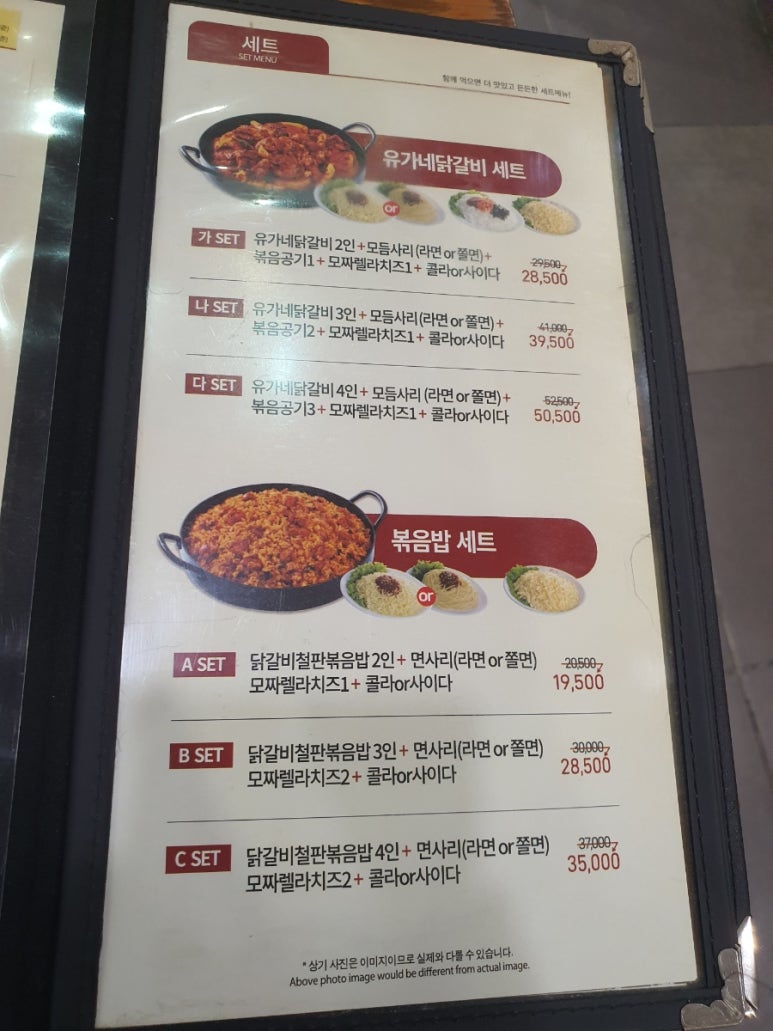 세트
SET MENU
함께 먹으면 더 맛있고 든든한 세트메뉴!
유가네닭갈비 세트
or
가 SET 유가네닭갈비 2인+모듬사리 (라면 or 쫄면)+ 29,500
볶음공기1+ 모짜렐라치즈1+ 콜라or사이다 28,500
나 SET 유가네닭갈비 3인+ 모듬사리 (라면 or 쫄면) + 41,000
볶음공기2+ 모짜렐라치즈1+ 콜라or사이다 39,500
다 SET 유가네닭갈비 4인+ 모듬사리 (라면 or 쫄면)+ 52,500
볶음공기3+ 모짜렐라치즈1+ 콜라or사이다 50,500
볶음밥 세트
or
A SET 닭갈비철판볶음밥 2인+ 면사리(라면 or 쫄면) 20,500
모짜렐라치즈1+ 콜라or사이다 19,500
B SET 닭갈비철판볶음밥 3인+ 면사리(라면 or 쫄면) 30,000
모짜렐라치즈2+ 콜라or사이다 28,500
C SET 닭갈비철판볶음밥 4인+ 면사리(라면 or 쫄면) 37,000
모짜렐라치즈2+ 콜라or사이다 35,000
* 상기 사진은 이미지이므로 실제와 다를 수 있습니다.
Above photo image would be different from actual image.